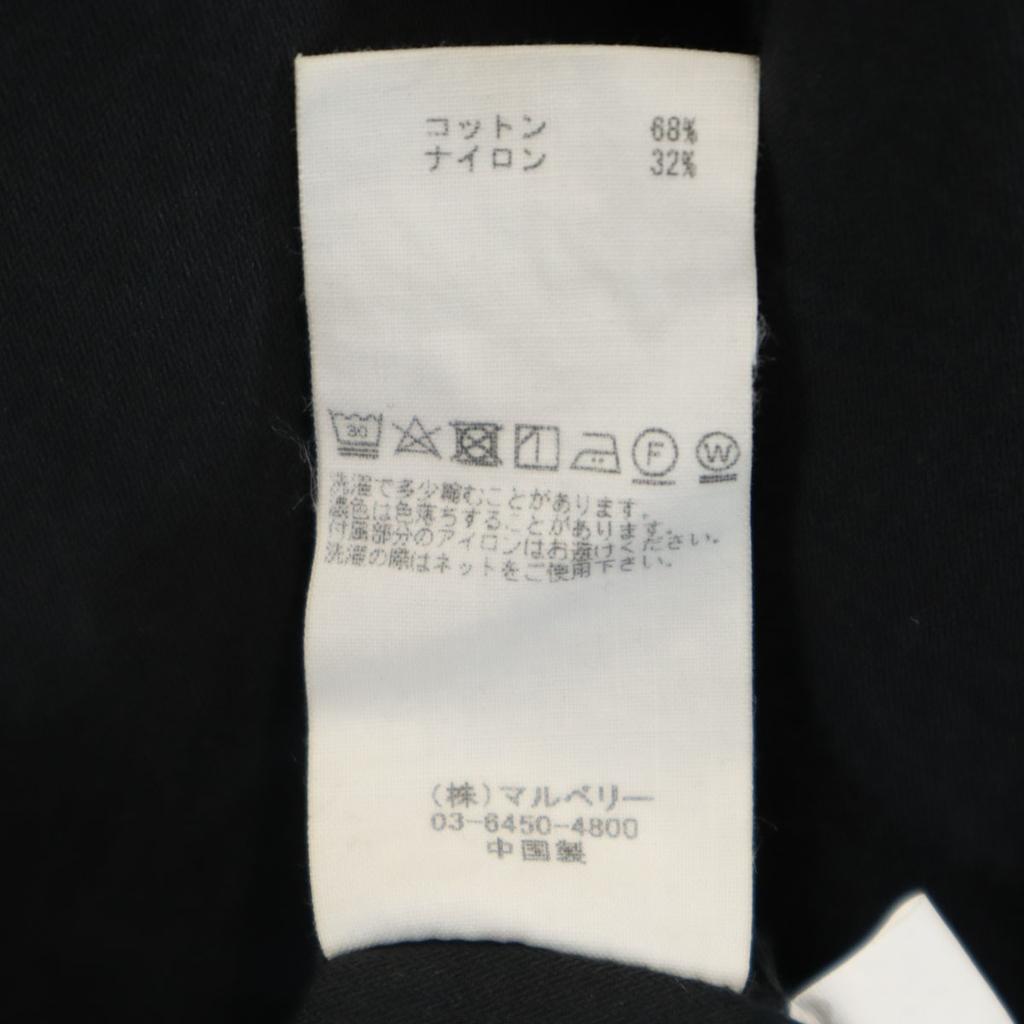 コットン 68%
ナイロン 32%
30 F W
洗濯で多少縮むことがあります。
濃色は色落ちすることがあります。
付属部分のアイロンはお避けください。
洗濯の際はネットをご使用下さい。
(株)マルベリー
03-6450-4800
中国製